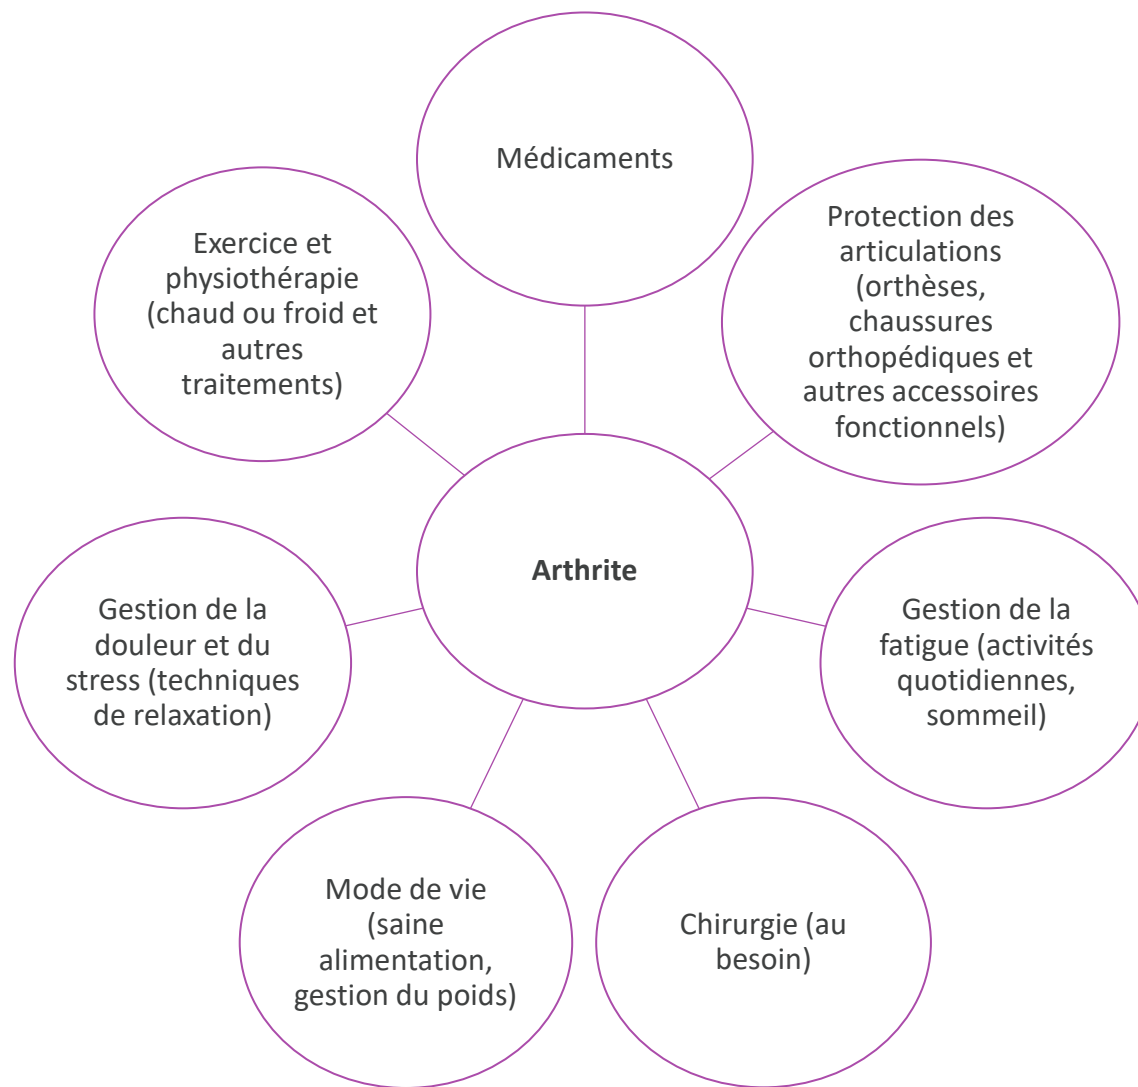 Médicaments
Protection des
articulations
(orthèses,
chaussures
orthopédiques et
autres accessoires
fonctionnels)
Exercice et
physiothérapie
(chaud ou froid et
autres
traitements)
Arthrite
Gestion de la
douleur et du
stress (techniques
de relaxation)
Gestion de la
fatigue (activités
quotidiennes,
sommeil)
Mode de vie
(saine
alimentation,
gestion du poids)
Chirurgie (au
besoin)